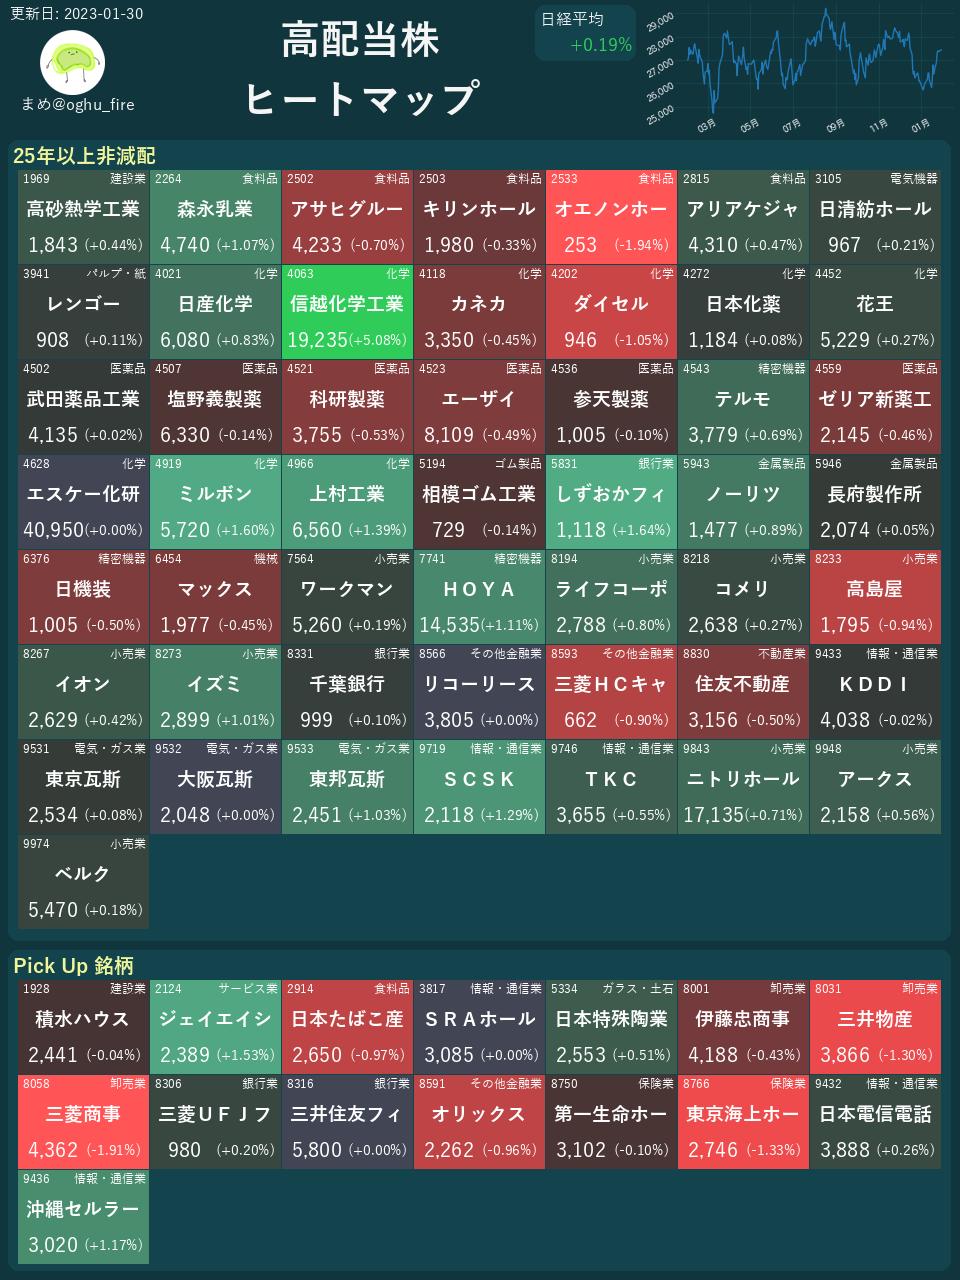 更新日: 2023-01-30
まめ@oghu_fire
高配当株
ヒートマップ
日経平均
+0.19%
29,000
28,000
27,000
26,000
25,000
03月 05月 07月 09月 11月 01月
25年以上非減配
1969 建設業 2264 食料品 2502 食料品 2503 食料品 2533 食料品 2815 食料品 3105 電気機器
高砂熱学工業 森永乳業 アサヒグルー キリンホール オエノンホー アリアケジャ 日清紡ホール
1,843 (+0.44%) 4,740 (+1.07%) 4,233 (-0.70%) 1,980 (-0.33%) 253 (-1.94%) 4,310 (+0.47%) 967 (+0.21%)
3941 パルプ・紙 4021 化学 4063 化学 4118 化学 4202 化学 4272 化学 4452 化学
レンゴー 日産化学 信越化学工業 カネカ ダイセル 日本化薬 花王
908 (+0.11%) 6,080 (+0.83%) 19,235(+5.08%) 3,350 (-0.45%) 946 (-1.05%) 1,184 (+0.08%) 5,229 (+0.27%)
4502 医薬品 4507 医薬品 4521 医薬品 4523 医薬品 4536 医薬品 4543 精密機器 4559 医薬品
武田薬品工業 塩野義製薬 科研製薬 エーザイ 参天製薬 テルモ ゼリア新薬工
4,135 (+0.02%) 6,330 (-0.14%) 3,755 (-0.53%) 8,109 (-0.49%) 1,005 (-0.10%) 3,779 (+0.69%) 2,145 (-0.46%)
4628 化学 4919 化学 4966 化学 5194 ゴム製品 5831 銀行業 5943 金属製品 5946 金属製品
エスケー化研 ミルボン 上村工業 相模ゴム工業 しずおかフィ ノーリツ 長府製作所
40,950(+0.00%) 5,720 (+1.60%) 6,560 (+1.39%) 729 (-0.14%) 1,118 (+1.64%) 1,477 (+0.89%) 2,074 (+0.05%)
6376 精密機器 6454 機械 7564 小売業 7741 精密機器 8194 小売業 8218 小売業 8233 小売業
日機装 マックス ワークマン ＨＯＹＡ ライフコーポ コメリ 高島屋
1,005 (-0.50%) 1,977 (-0.45%) 5,260 (+0.19%) 14,535(+1.11%) 2,788 (+0.80%) 2,638 (+0.27%) 1,795 (-0.94%)
8267 小売業 8273 小売業 8331 銀行業 8566 その他金融業 8593 その他金融業 8830 不動産業 9433 情報・通信業
イオン イズミ 千葉銀行 リコーリース 三菱ＨＣキャ 住友不動産 ＫＤＤＩ
2,629 (+0.42%) 2,899 (+1.01%) 999 (+0.10%) 3,805 (+0.00%) 662 (-0.90%) 3,156 (-0.50%) 4,038 (-0.02%)
9531 電気・ガス業 9532 電気・ガス業 9533 電気・ガス業 9719 情報・通信業 9746 情報・通信業 9843 小売業 9948 小売業
東京瓦斯 大阪瓦斯 東邦瓦斯 ＳＣＳＫ ＴＫＣ ニトリホール アークス
2,534 (+0.08%) 2,048 (+0.00%) 2,451 (+1.03%) 2,118 (+1.29%) 3,655 (+0.55%) 17,135(+0.71%) 2,158 (+0.56%)
9974 小売業
ベルク
5,470 (+0.18%)
Pick Up 銘柄
1928 建設業 2124 サービス業 2914 食料品 3817 情報・通信業 5334 ガラス・土石 8001 卸売業 8031 卸売業
積水ハウス ジェイエイシ 日本たばこ産 ＳＲＡホール 日本特殊陶業 伊藤忠商事 三井物産
2,441 (-0.04%) 2,389 (+1.53%) 2,650 (-0.97%) 3,085 (+0.00%) 2,553 (+0.51%) 4,188 (-0.43%) 3,866 (-1.30%)
8058 卸売業 8306 銀行業 8316 銀行業 8591 その他金融業 8750 保険業 8766 保険業 9432 情報・通信業
三菱商事 三菱ＵＦＪフ 三井住友フィ オリックス 第一生命ホー 東京海上ホー 日本電信電話
4,362 (-1.91%) 980 (+0.20%) 5,800 (+0.00%) 2,262 (-0.96%) 3,102 (-0.10%) 2,746 (-1.33%) 3,888 (+0.26%)
9436 情報・通信業
沖縄セルラー
3,020 (+1.17%)